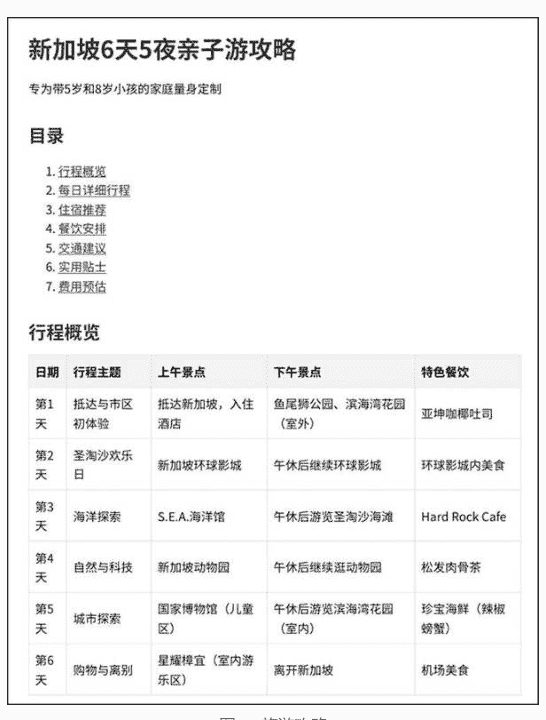 新加坡6天5夜亲子游攻略
专为带5岁和8岁小孩的家庭量身定制
目录
1. 行程概览
2. 每日详细行程
3. 住宿推荐
4. 餐饮安排
5. 交通建议
6. 实用贴士
7. 费用预估
行程概览
日期 行程主题 上午景点 下午景点 特色餐饮
第1天 抵达与市区初体验 抵达新加坡，入住酒店 鱼尾狮公园、滨海湾花园（室外） 亚坤咖椰吐司
第2天 圣淘沙欢乐日 新加坡环球影城 午休后继续环球影城 环球影城内美食
第3天 海洋探索 S.E.A.海洋馆 午休后游览圣淘沙海滩 Hard Rock Cafe
第4天 自然与科技 新加坡动物园 午休后继续逛动物园 松发肉骨茶
第5天 城市探索 国家博物馆（儿童区） 午休后游览滨海湾花园（室内） 珍宝海鲜（辣椒螃蟹）
第6天 购物与离别 星耀樟宜（室内游乐区） 离开新加坡 机场美食